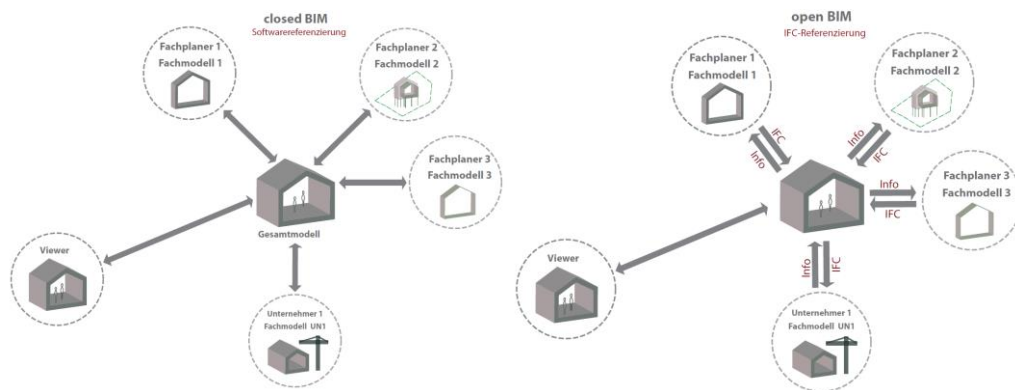 closed BIM
Softwarereferenzierung
Fachplaner 1
Fachmodell 1
Fachplaner 2
Fachmodell 2
Fachplaner 3
Fachmodell 3
Gesamtmodell
Viewer
Unternehmer 1
Fachmodell UN1
open BIM
IFC-Referenzierung
Fachplaner 1
Fachmodell 1
Fachplaner 2
Fachmodell 2
IFC
Info
Info
IFC
Fachplaner 3
Fachmodell 3
Info
IFC
Viewer
Info
IFC
Unternehmer 1
Fachmodell UN1